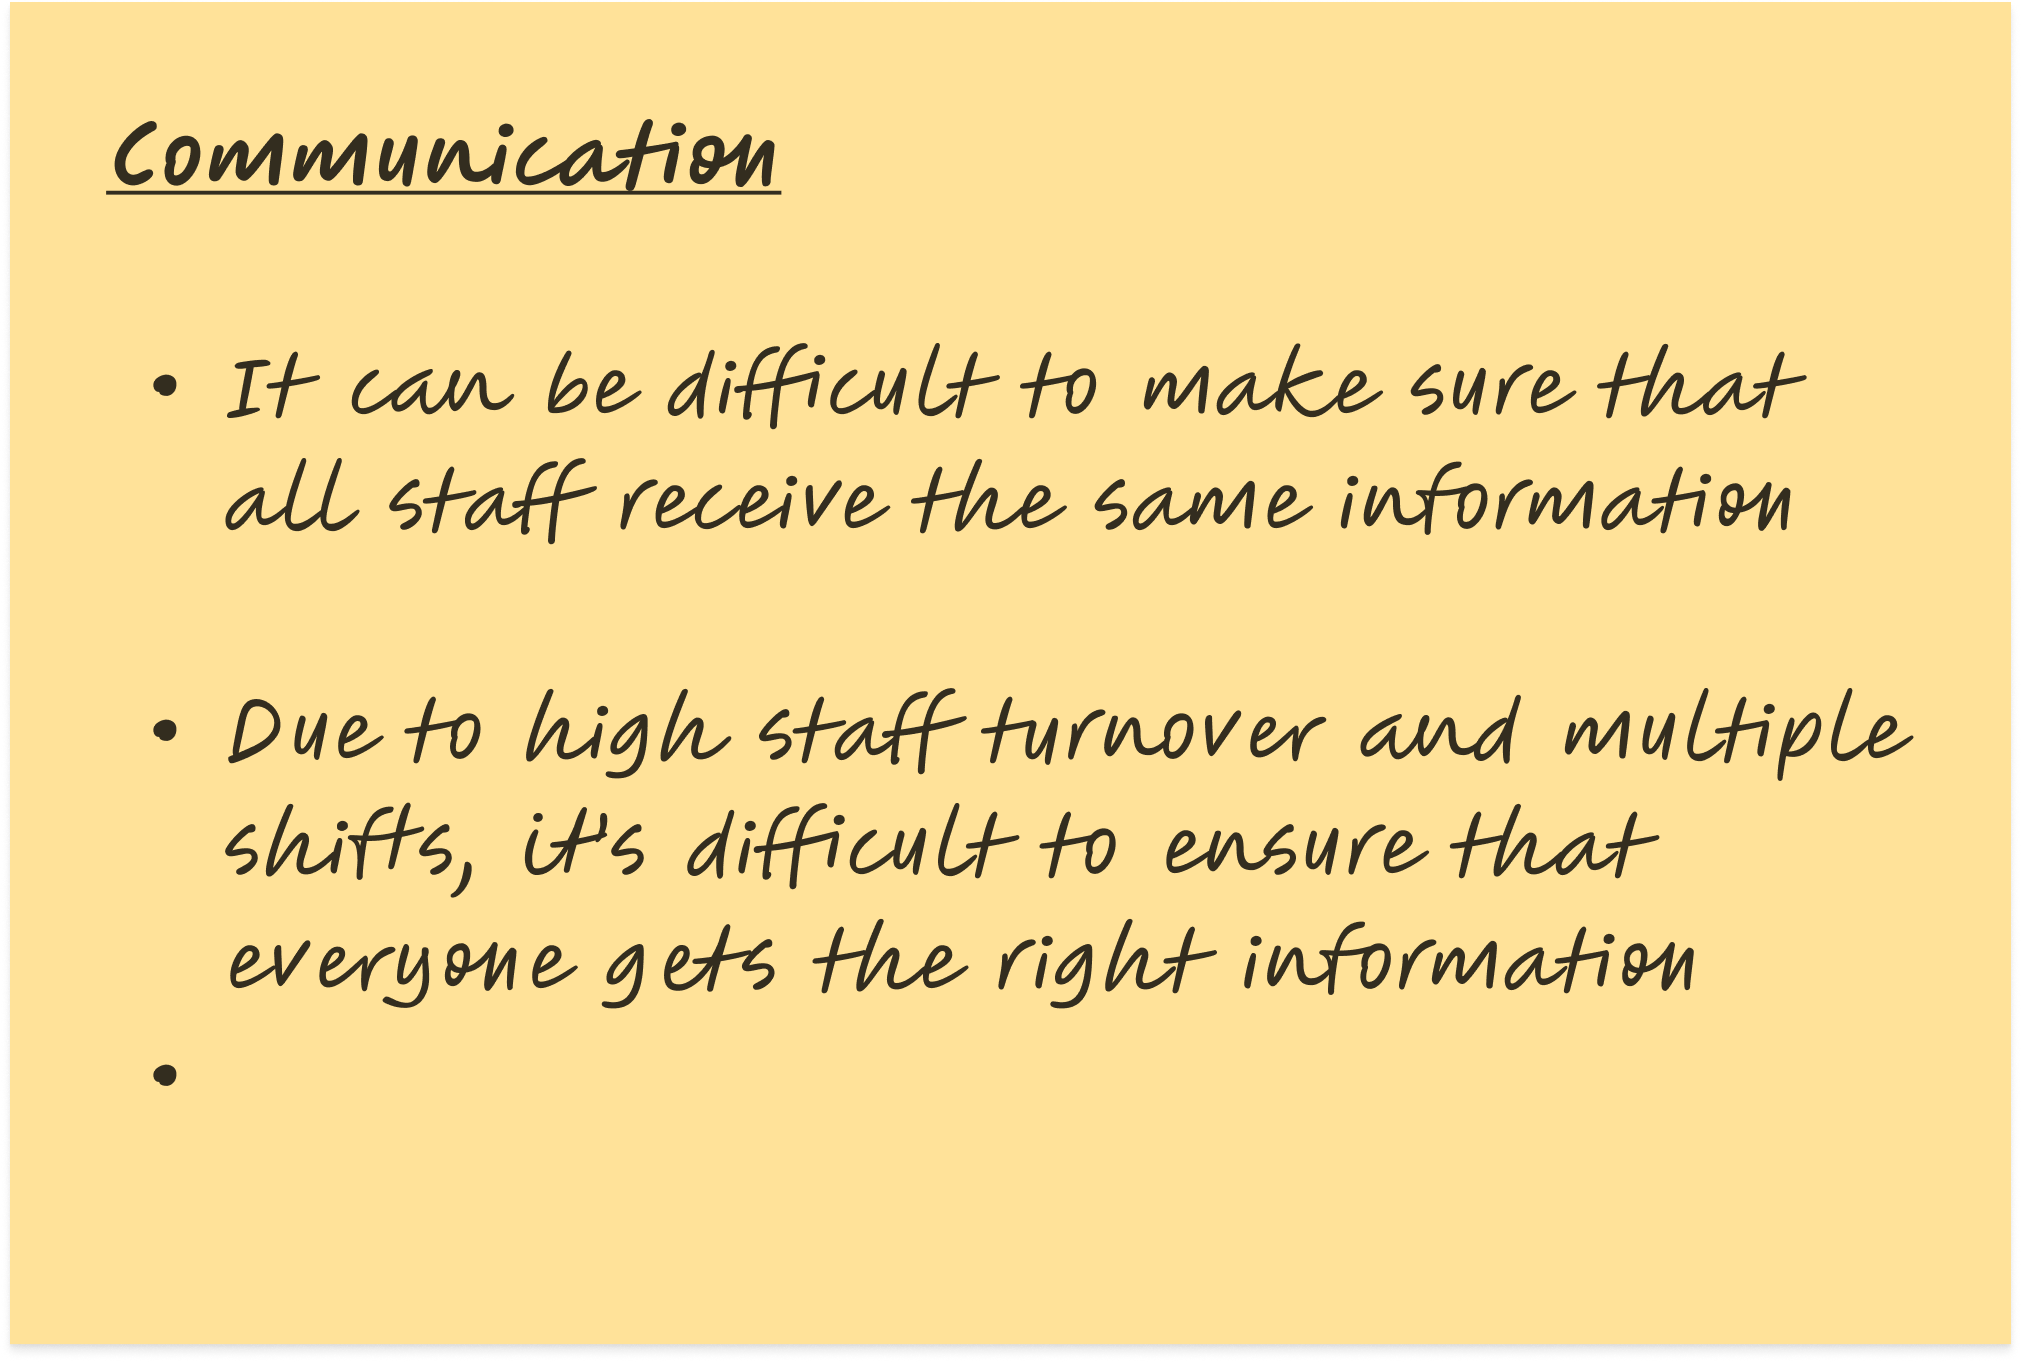 Communication
• It can be difficult to make sure that
all staff receive the same information
• Due to high staff turnover and multiple
shifts, it's difficult to ensure that
everyone gets the right information
•